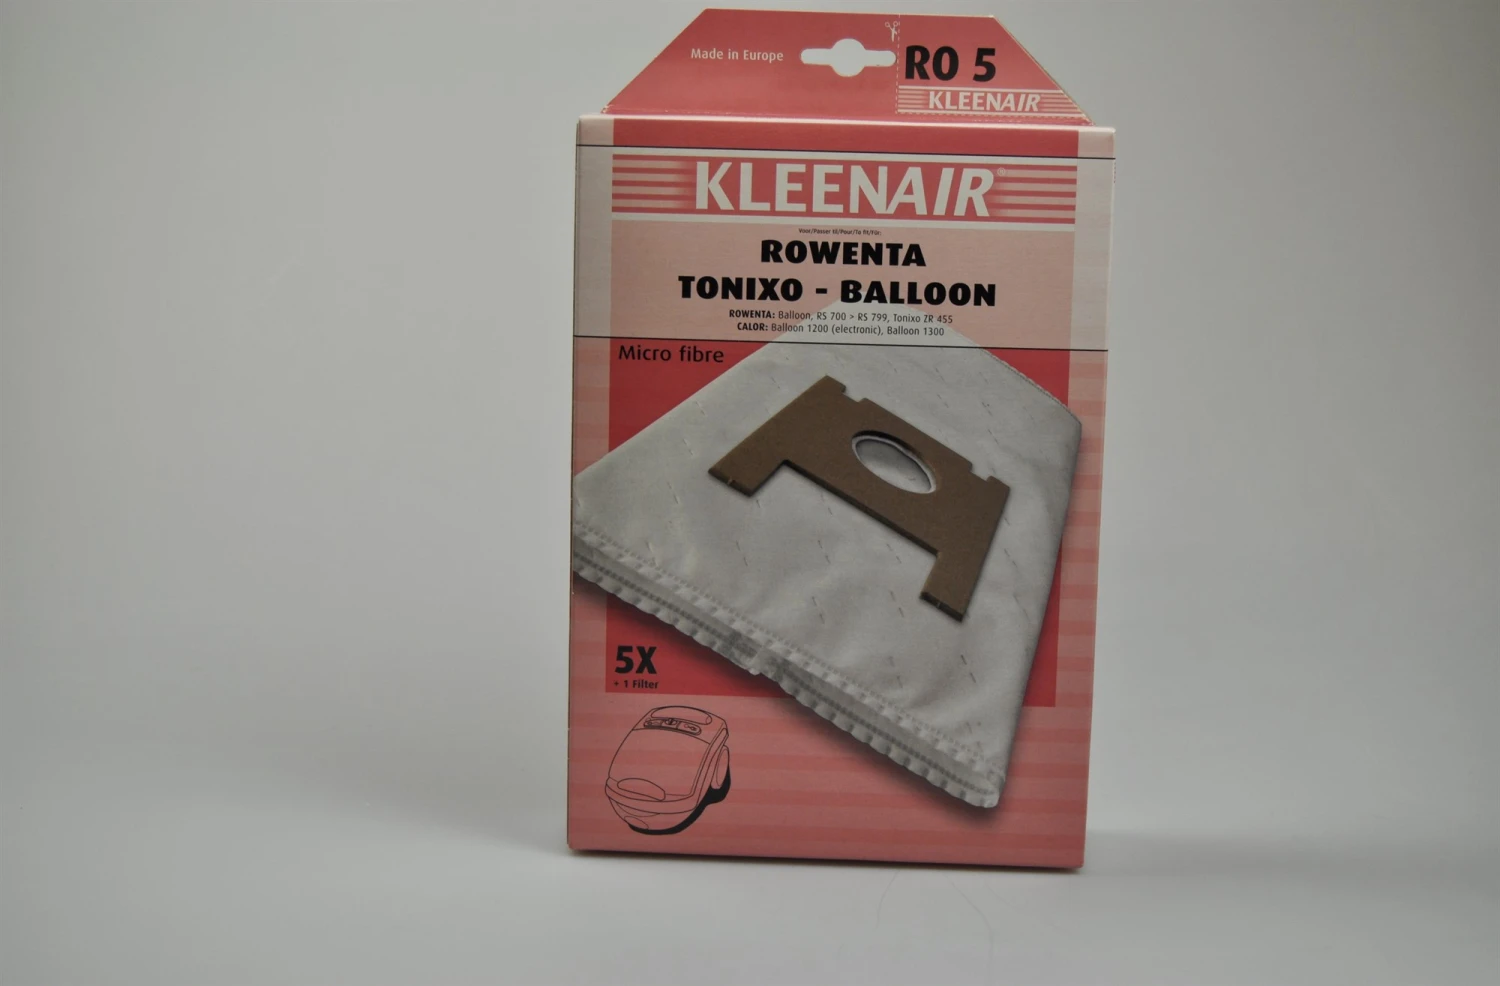 Made in Europe
RO 5
KLEENAIR
KLEENAIR®
Voor/Passer til/Pour/To fit/Für:
ROWENTA
TONIXO - BALLOON
ROWENTA: Balloon, RS 700 > RS 799, Tonixo ZR 455
CALOR: Balloon 1200 (electronic), Balloon 1300
Micro fibre
5X
+ 1 Filter